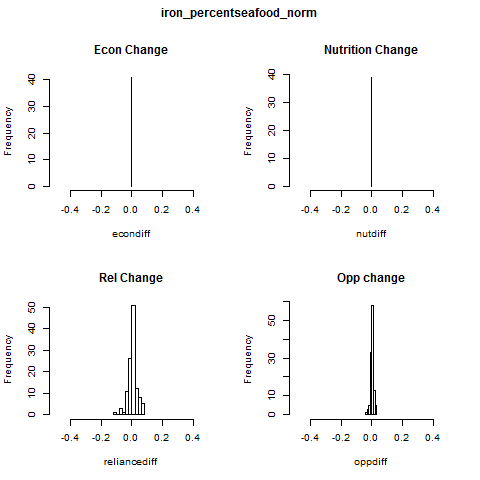 iron_percentseafood_norm
Econ Change
Frequency
0 10 20 30 40
-0.4 -0.2 0.0 0.2 0.4
econdiff
Nutrition Change
Frequency
0 10 20 30 40
-0.4 -0.2 0.0 0.2 0.4
nutdiff
Rel Change
Frequency
0 10 20 30 40 50
-0.4 -0.2 0.0 0.2 0.4
reliancediff
Opp change
Frequency
0 10 30 50
-0.4 -0.2 0.0 0.2 0.4
oppdiff